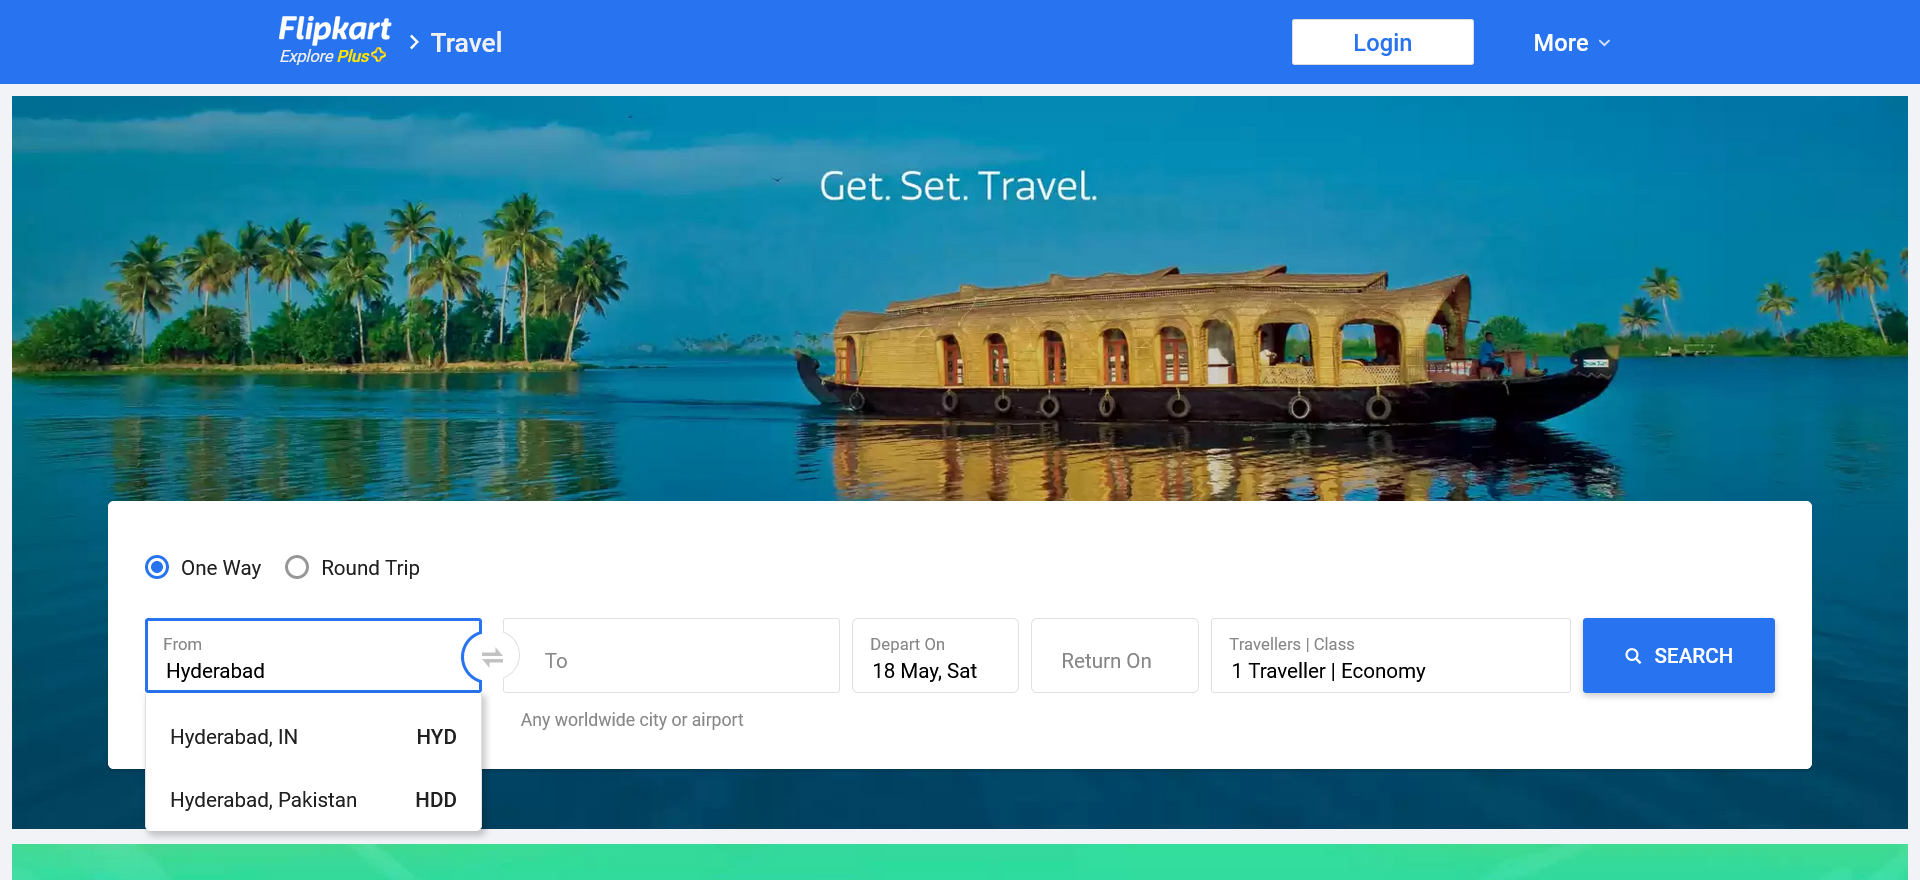 Flipkart
Explore Plus
Travel
Login
More
Get. Set. Travel.
One Way
Round Trip
From
Hyderabad
To
Depart On
18 May, Sat
Return On
Travellers | Class
1 Traveller | Economy
SEARCH
Any worldwide city or airport
Hyderabad, IN HYD
Hyderabad, Pakistan HDD